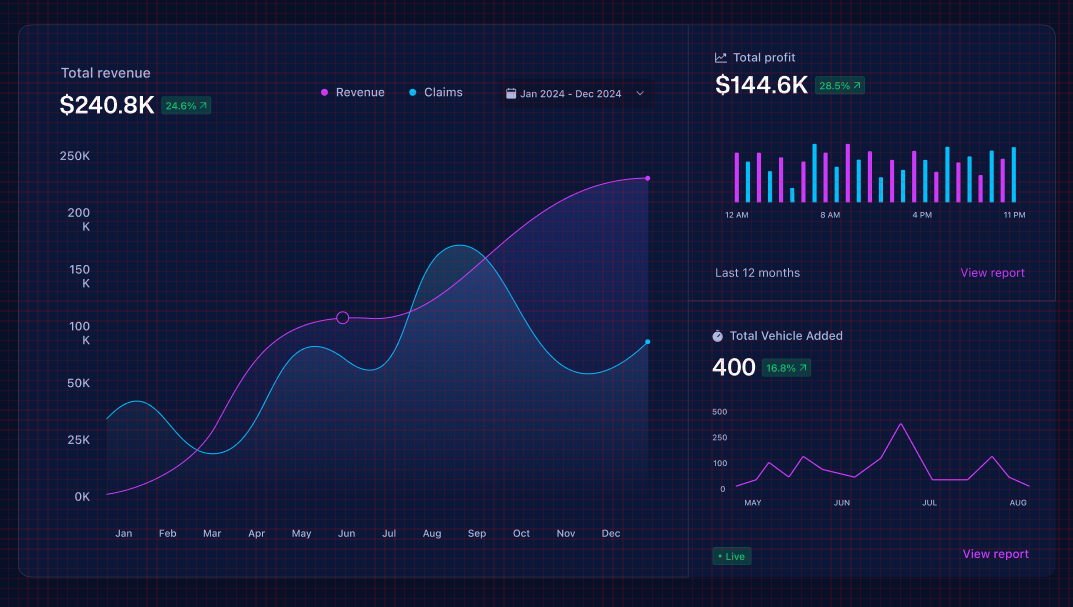 Total revenue
$240.8K 24.6%
Revenue Claims Jan 2024 - Dec 2024
250K
200
K
150
K
100
K
50K
25K
0K
Jan Feb Mar Apr May Jun Jul Aug Sep Oct Nov Dec
Total profit
$144.6K 28.5%
12 AM 8 AM 4 PM 11 PM
Last 12 months View report
Total Vehicle Added
400 16.8%
500
250
100
0
MAY JUN JUL AUG
Live View report